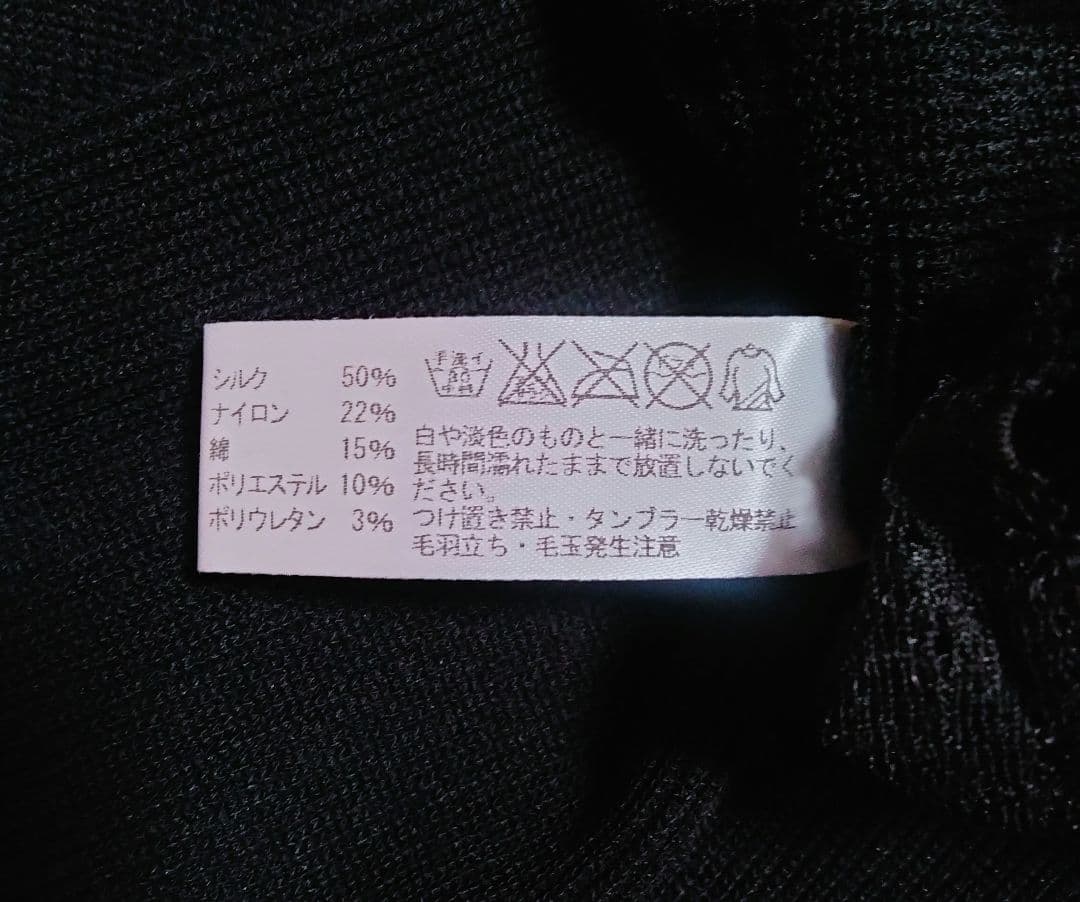 シルク 50%
ナイロン 22%
綿 15%
ポリエステル 10%
ポリウレタン 3%
手洗イ
白や淡色のものと一緒に洗ったり、
長時間濡れたままで放置しないでく
ださい。
つけ置き禁止・タンブラー乾燥禁止
毛羽立ち・毛玉発生注意